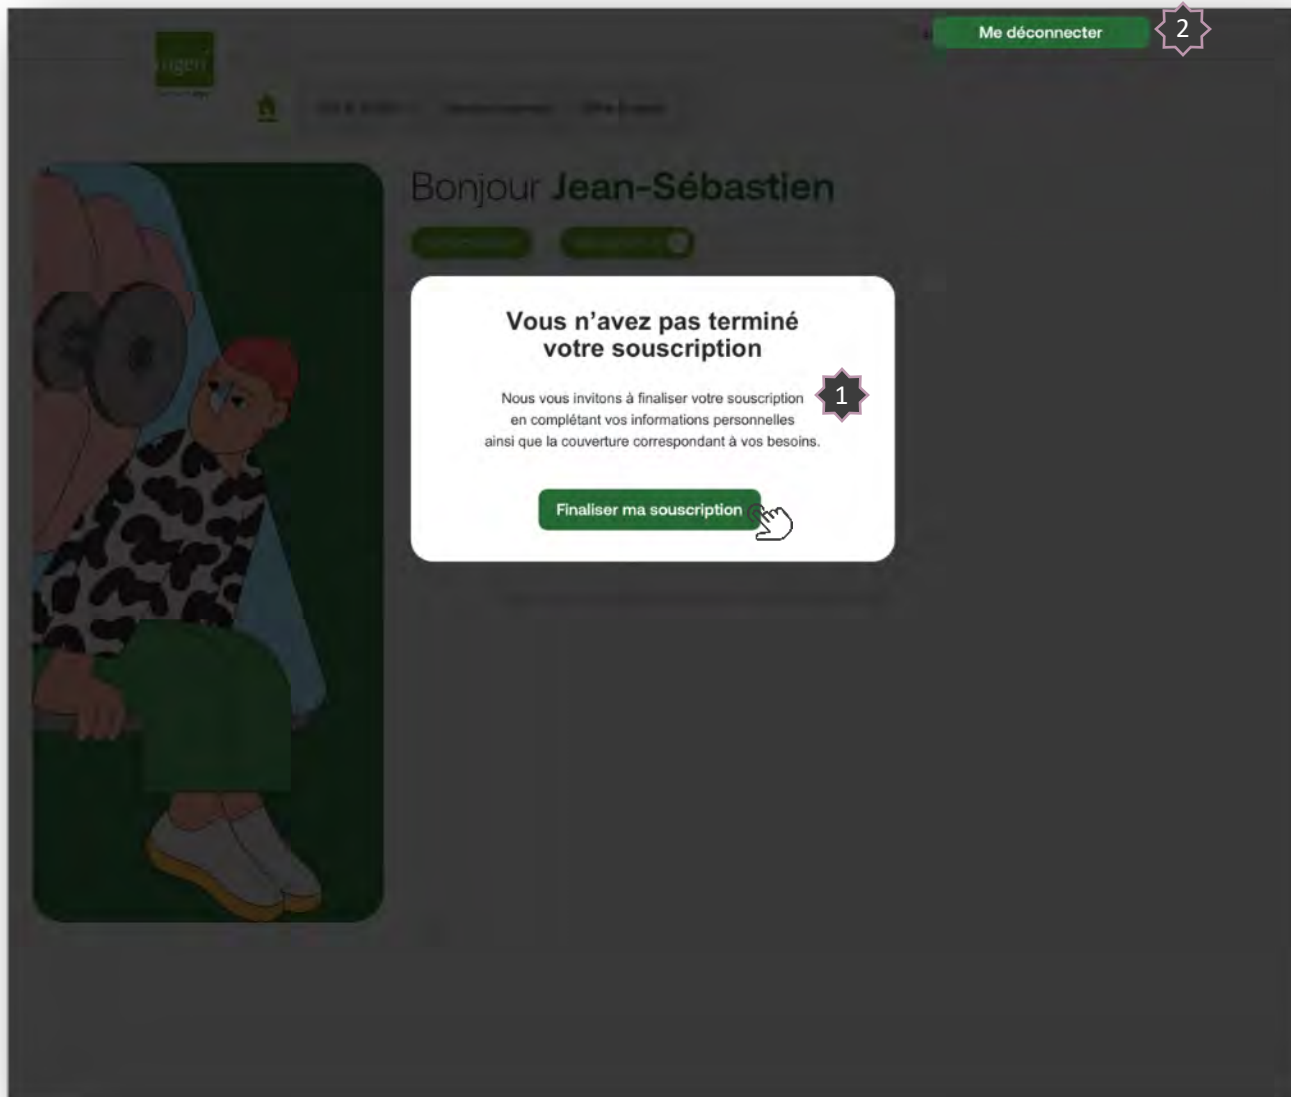 Me déconnecter
2
Bonjour Jean-Sébastien
Vous n’avez pas terminé
votre souscription
Nous vous invitons à finaliser votre souscription
1
en complétant vos informations personnelles
ainsi que la couverture correspondant à vos besoins.
Finaliser ma souscription